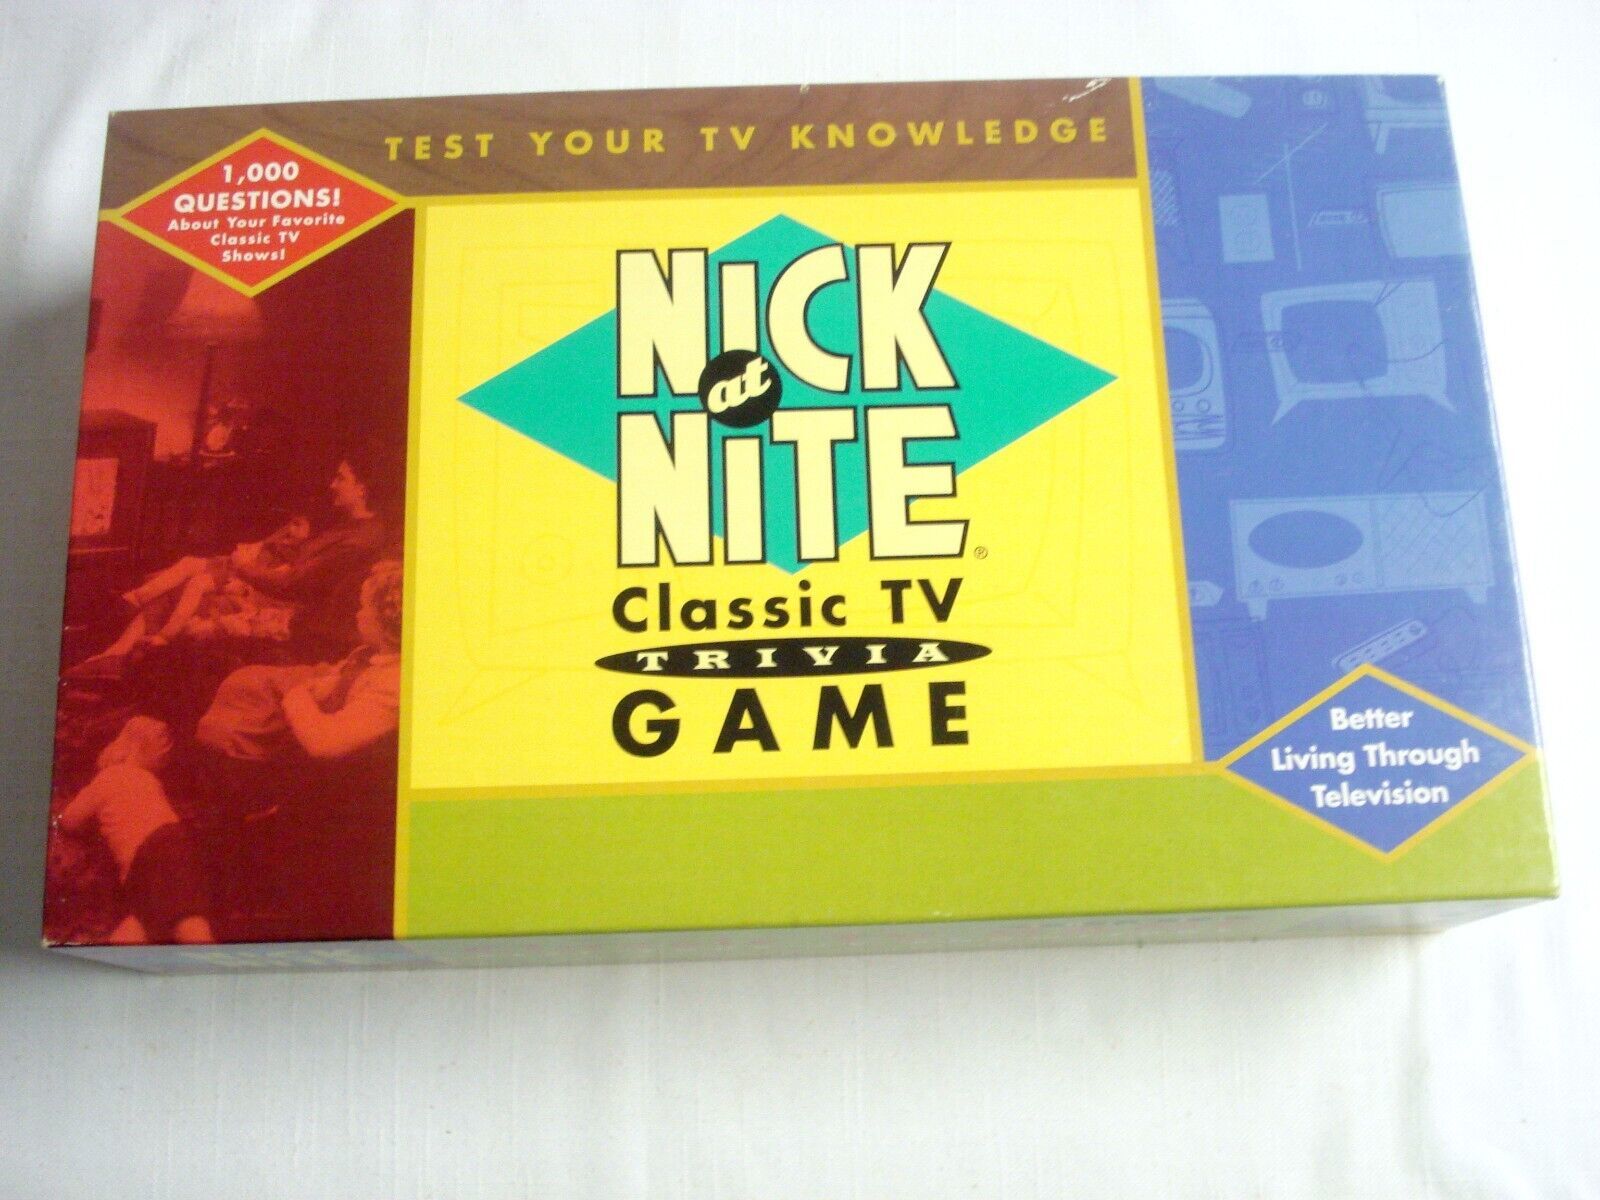 TEST YOUR TV KNOWLEDGE
1,000
QUESTIONS!
About Your Favorite
Classic TV
Shows!
NiCK
at
NiTE®
Classic TV
TRIVIA
GAME
Better
Living Through
Television